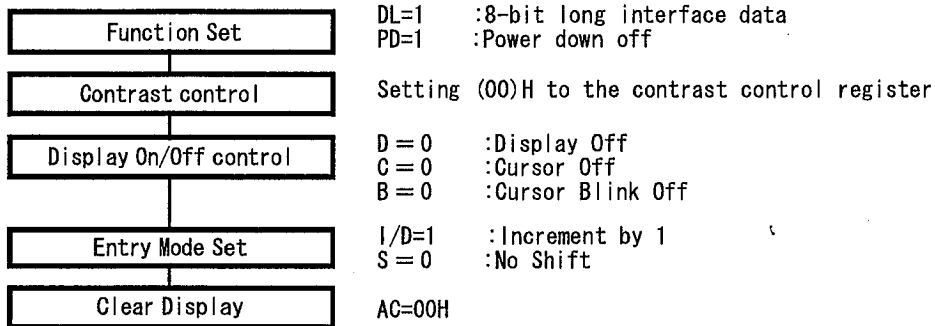 Function Set
DL=1 :8-bit long interface data
PD=1 :Power down off
Contrast control
Setting (00)H to the contrast control register
Display On/Off control
D=0 :Display Off
C=0 :Cursor Off
B=0 :Cursor Blink Off
Entry Mode Set
I/D=1 :Increment by 1
S=0 :No Shift
Clear Display
AC=00H